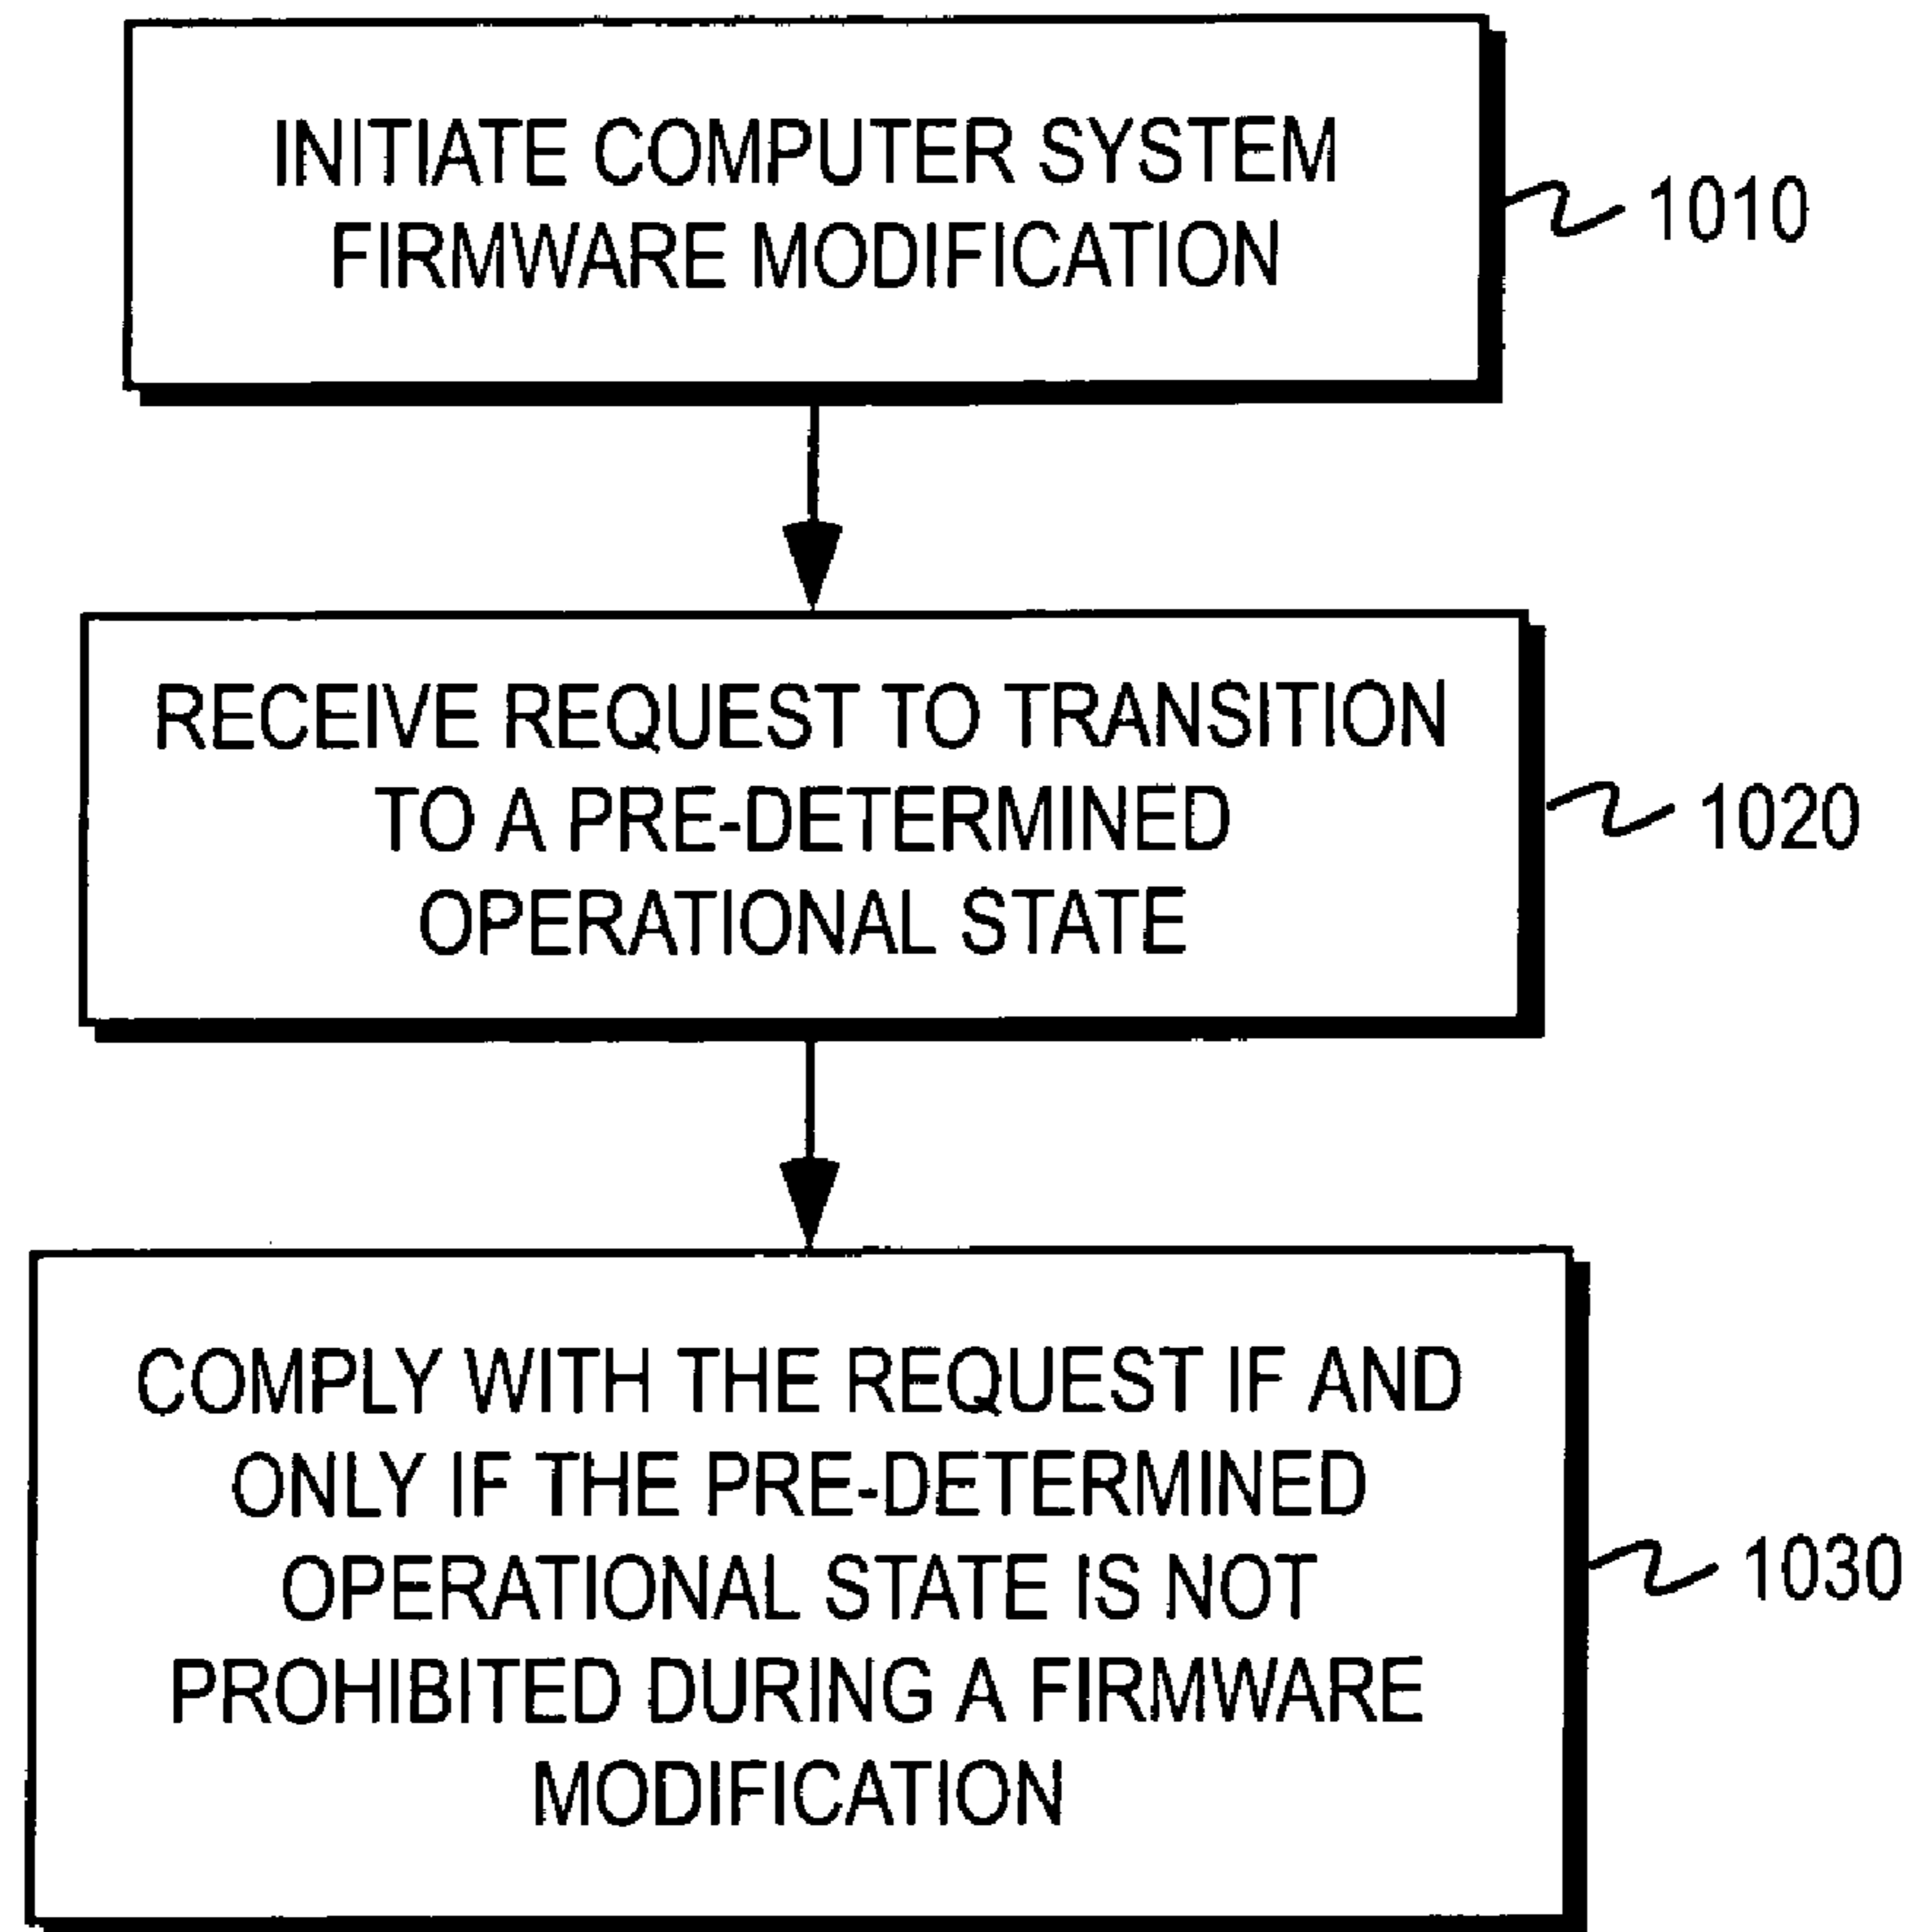 INITIATE COMPUTER SYSTEM
FIRMWARE MODIFICATION
1010
RECEIVE REQUEST TO TRANSITION
TO A PRE-DETERMINED
OPERATIONAL STATE
1020
COMPLY WITH THE REQUEST IF AND
ONLY IF THE PRE-DETERMINED
OPERATIONAL STATE IS NOT
PROHIBITED DURING A FIRMWARE
MODIFICATION
1030